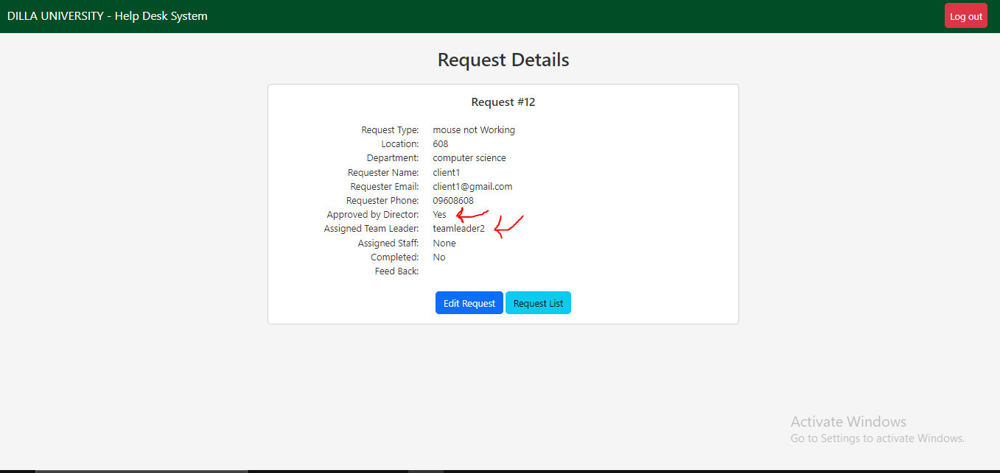 DILLA UNIVERSITY - Help Desk System
Log out
Request Details
Request #12
Request Type: mouse not Working
Location: 608
Department: computer science
Requester Name: client1
Requester Email: client1@gmail.com
Requester Phone: 09608608
Approved by Director: Yes
Assigned Team Leader: teamleader2
Assigned Staff: None
Completed: No
Feed Back:
Edit Request Request List
Activate Windows
Go to Settings to activate Windows.